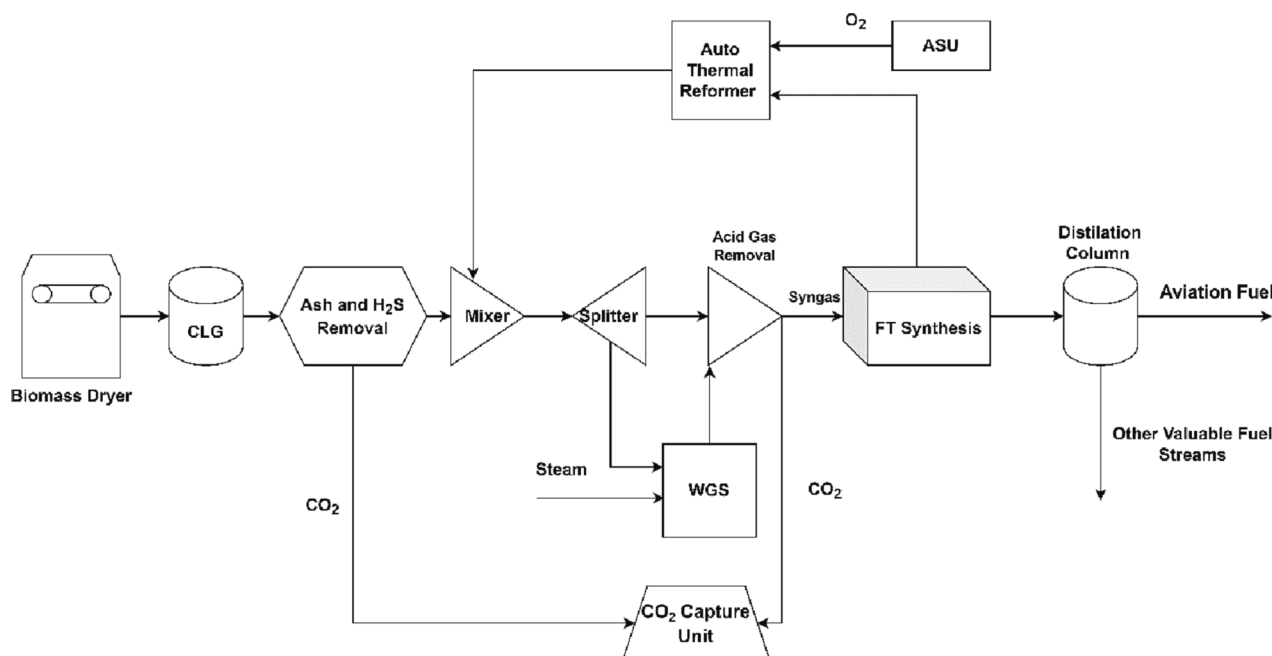 O2
ASU
Auto
Thermal
Reformer
Acid Gas
Removal
Distilation
Column
Ash and H2S
Removal
Syngas
Aviation Fuel
CLG
Mixer
Splitter
FT Synthesis
Biomass Dryer
Other Valuable Fuel
Streams
Steam
WGS
CO2
CO2
CO2 Capture
Unit